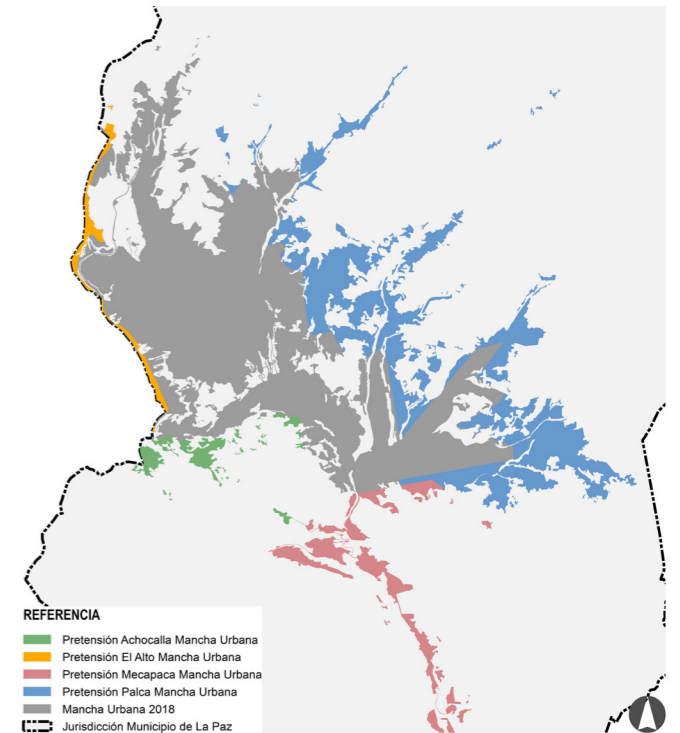 REFERENCIA
Pretensión Achocalla Mancha Urbana
Pretensión El Alto Mancha Urbana
Pretensión Mecapaca Mancha Urbana
Pretensión Palca Mancha Urbana
Mancha Urbana 2018
Jurisdicción Municipio de La Paz